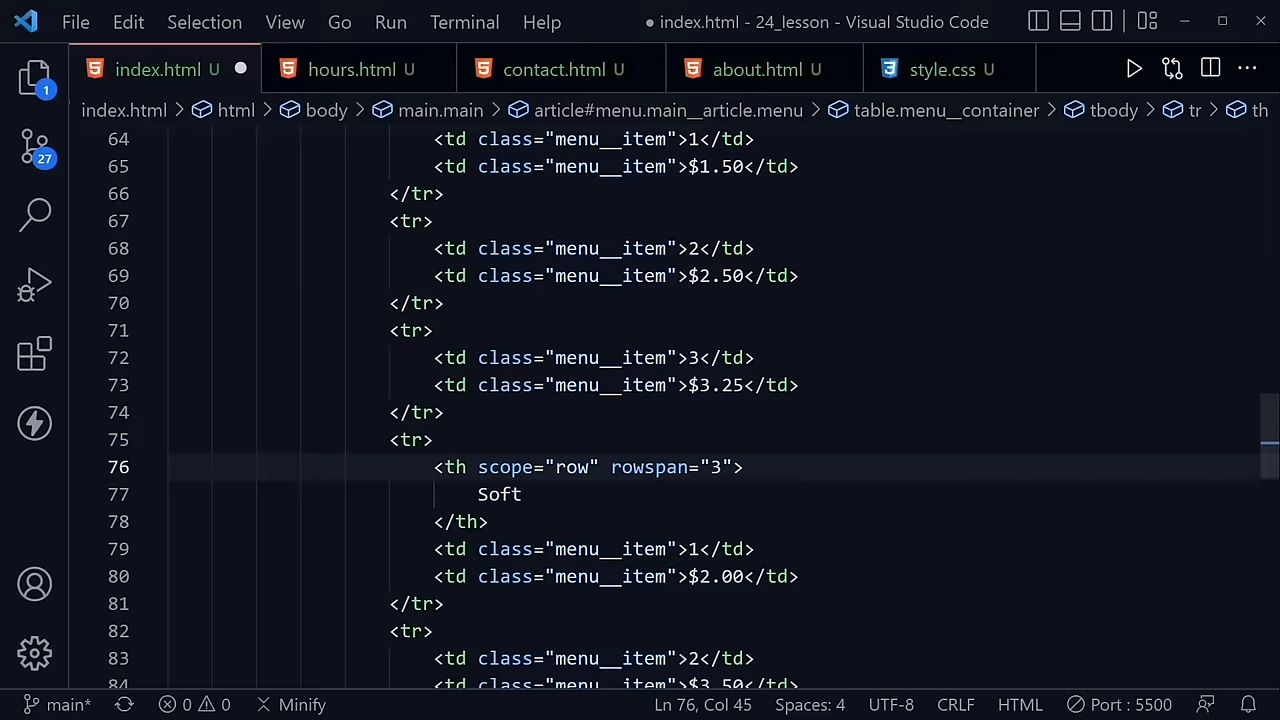 File Edit Selection View Go Run Terminal Help ● index.html - 24_lesson - Visual Studio Code
index.html U hours.html U contact.html U about.html U style.css U
index.html > html > body > main.main > article#menu.main__article.menu > table.menu__container > tbody > tr > th
64 <td class="menu__item">1</td>
65 <td class="menu__item">$1.50</td>
66 </tr>
67 <tr>
68 <td class="menu__item">2</td>
69 <td class="menu__item">$2.50</td>
70 </tr>
71 <tr>
72 <td class="menu__item">3</td>
73 <td class="menu__item">$3.25</td>
74 </tr>
75 <tr>
76 <th scope="row" rowspan="3">
77 Soft
78 </th>
79 <td class="menu__item">1</td>
80 <td class="menu__item">$2.00</td>
81 </tr>
82 <tr>
83 <td class="menu__item">2</td>
84 <td class="menu__item">$3.50</td>
1
27
main* 0 0 Minify Ln 76, Col 45 Spaces: 4 UTF-8 CRLF HTML Port : 5500